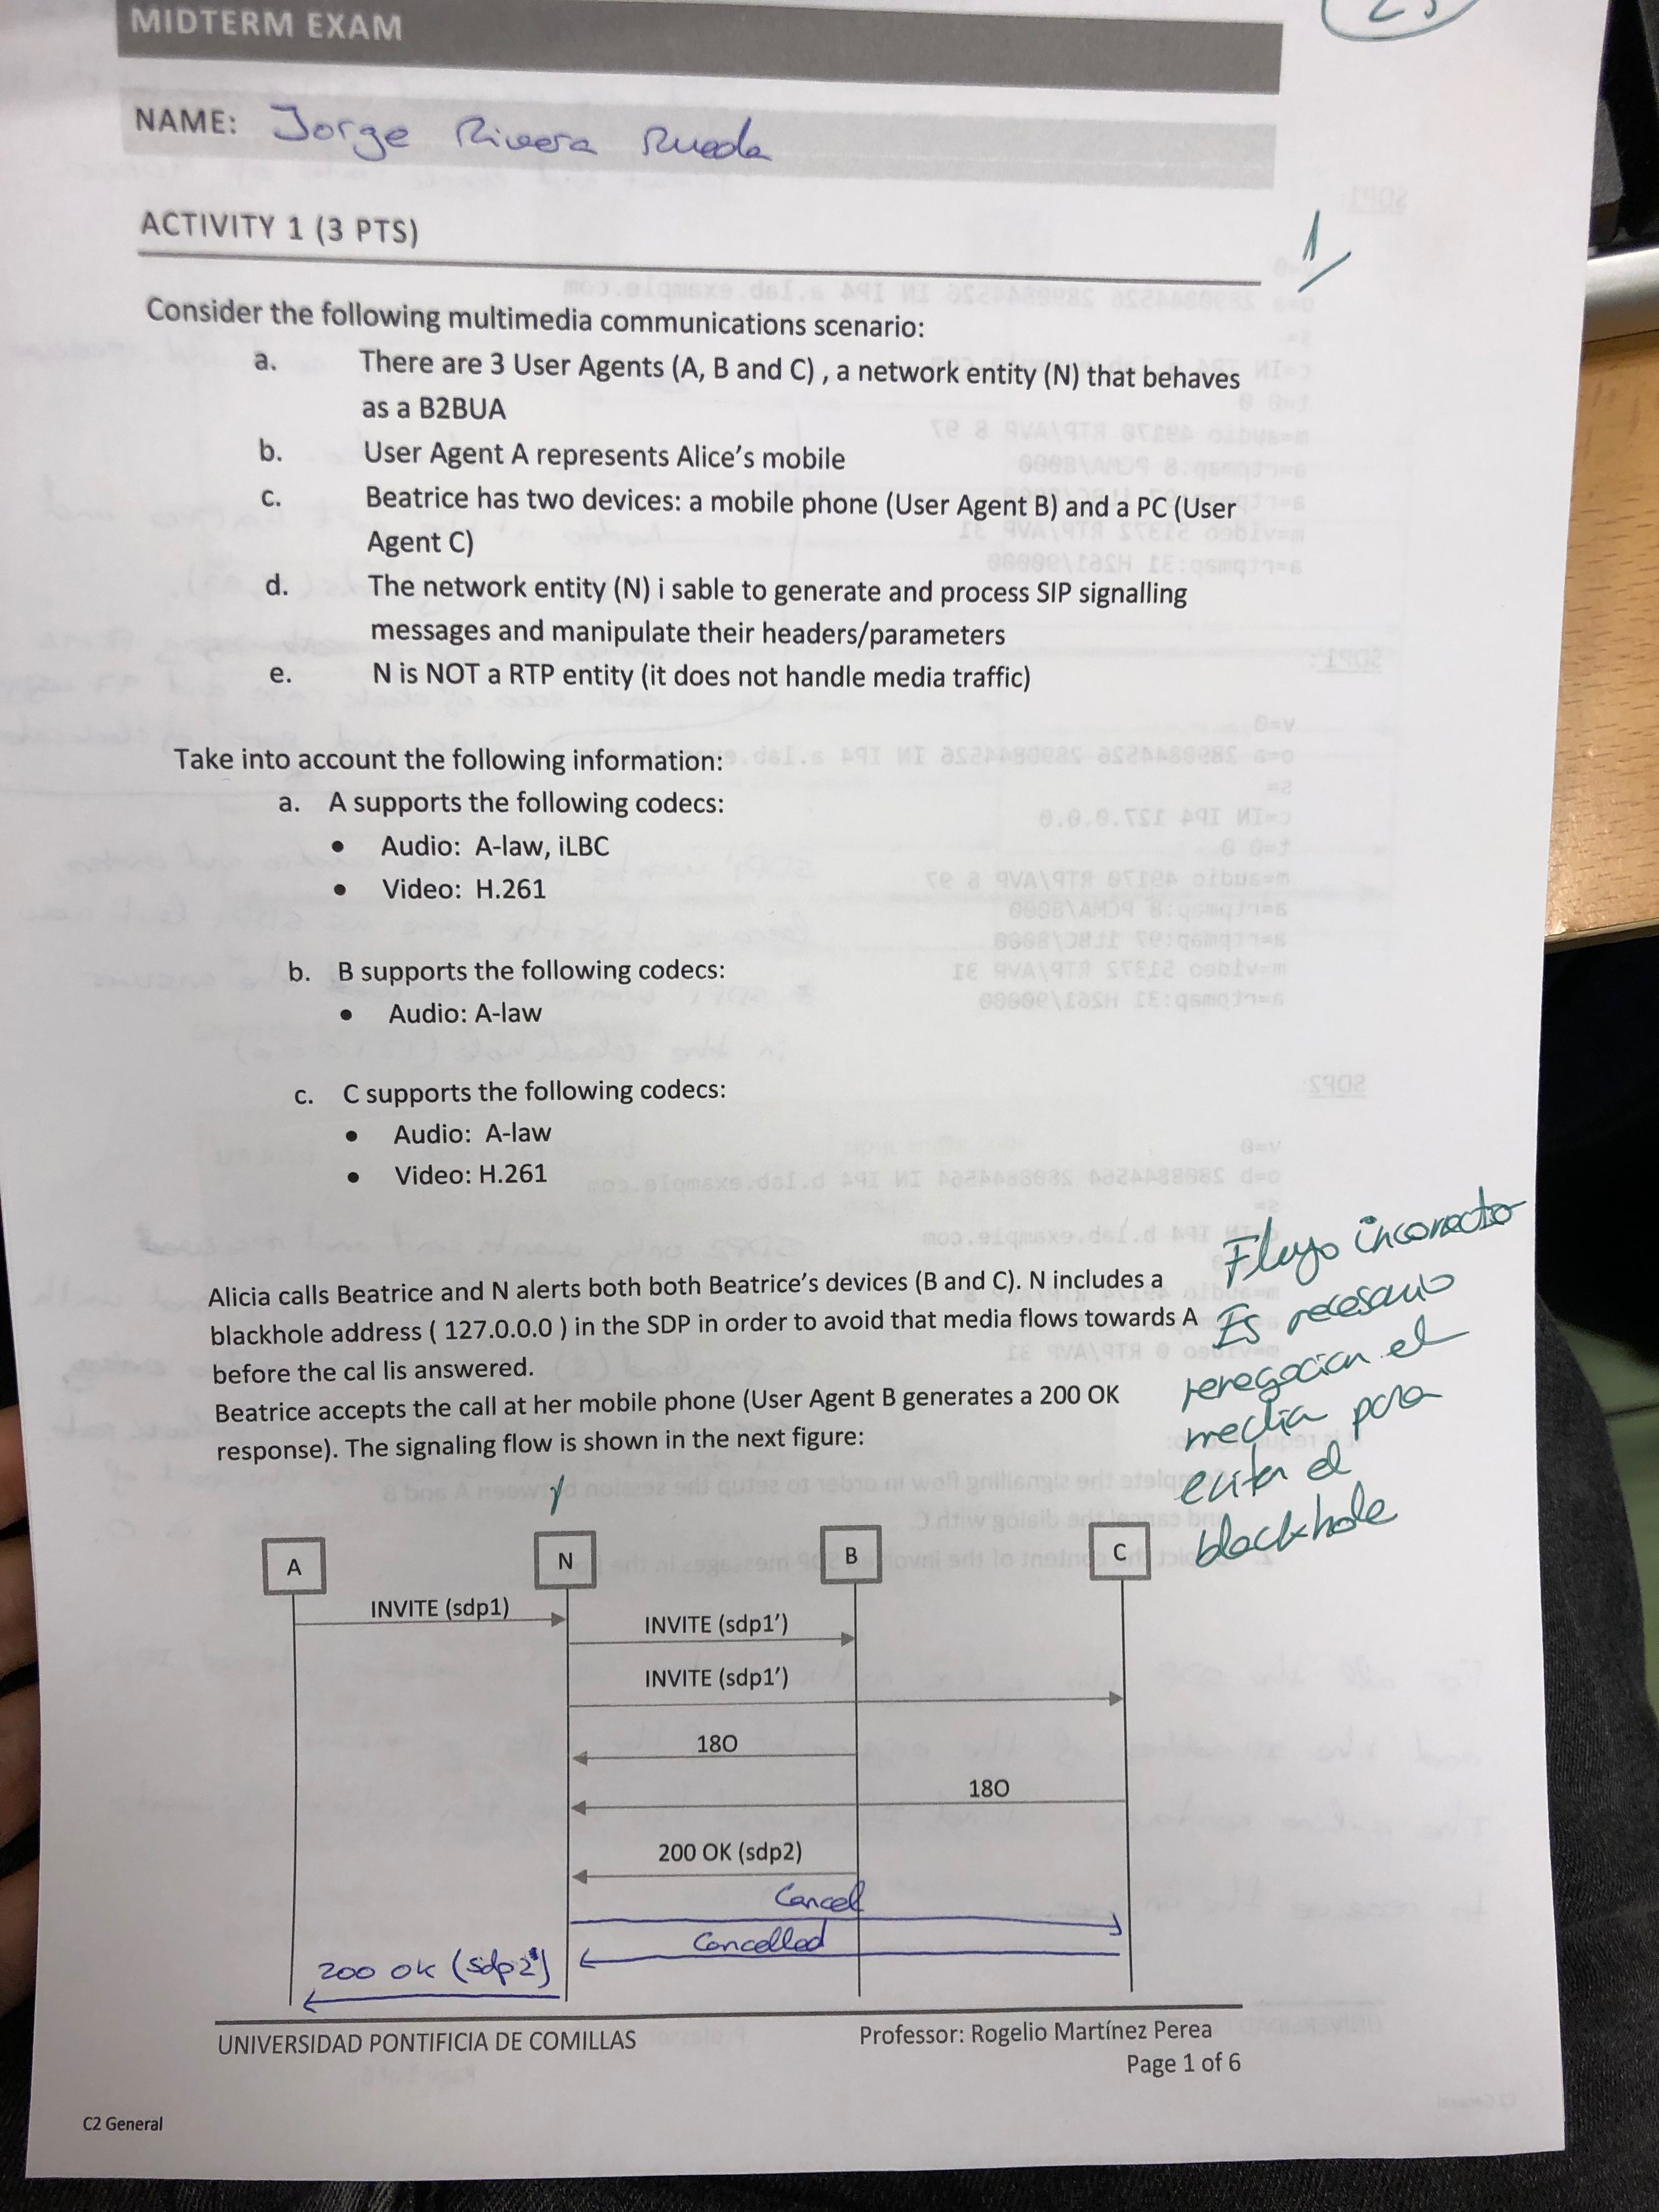 MIDTERM EXAM
NAME: Jorge Rivera Rueda
ACTIVITY 1 (3 PTS)
1
Consider the following multimedia communications scenario:
a. There are 3 User Agents (A, B and C) , a network entity (N) that behaves
as a B2BUA
b. User Agent A represents Alice's mobile
c. Beatrice has two devices: a mobile phone (User Agent B) and a PC (User
Agent C)
d. The network entity (N) i sable to generate and process SIP signalling
messages and manipulate their headers/parameters
e. N is NOT a RTP entity (it does not handle media traffic)
Take into account the following information:
a. A supports the following codecs:
• Audio: A-law, iLBC
• Video: H.261
b. B supports the following codecs:
• Audio: A-law
c. C supports the following codecs:
• Audio: A-law
• Video: H.261
Alicia calls Beatrice and N alerts both both Beatrice's devices (B and C). N includes a
blackhole address ( 127.0.0.0 ) in the SDP in order to avoid that media flows towards A
before the cal lis answered.
Beatrice accepts the call at her mobile phone (User Agent B generates a 200 OK
response). The signaling flow is shown in the next figure:
Flujo incorrecto
Es necesario
renegociar el
media para
evitar el
blackhole
A
N
B
C
INVITE (sdp1)
INVITE (sdp1')
INVITE (sdp1')
180
180
200 OK (sdp2)
Cancel
Cancelled
200 OK (sdp2')
UNIVERSIDAD PONTIFICIA DE COMILLAS
Professor: Rogelio Martínez Perea
Page 1 of 6
C2 General